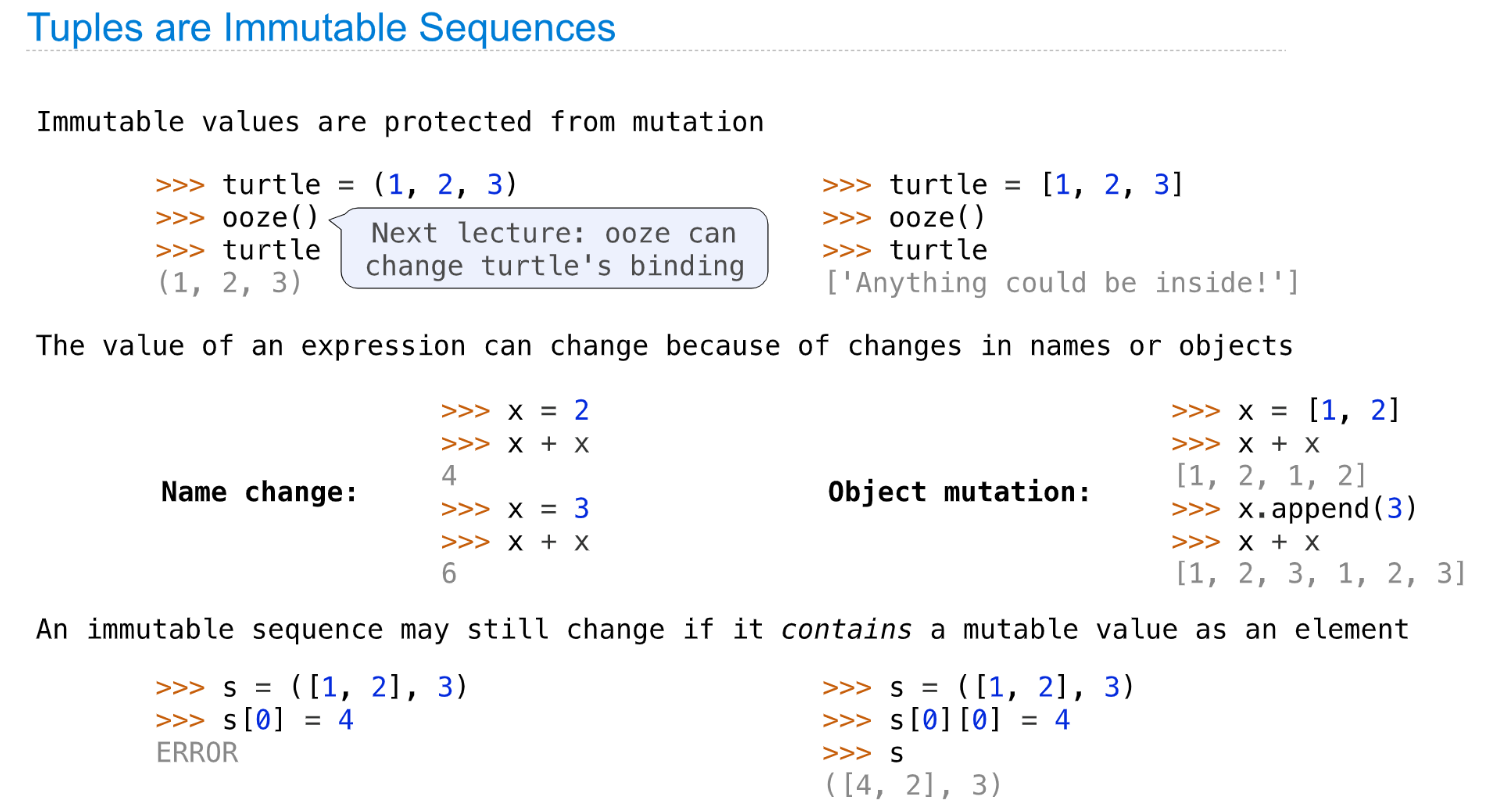 Tuples are Immutable Sequences
Immutable values are protected from mutation
>>> turtle = (1, 2, 3)
>>> ooze()
>>> turtle
(1, 2, 3)
Next lecture: ooze can
change turtle's binding
>>> turtle = [1, 2, 3]
>>> ooze()
>>> turtle
['Anything could be inside!']
The value of an expression can change because of changes in names or objects
Name change:
>>> x = 2
>>> x + x
4
>>> x = 3
>>> x + x
6
Object mutation:
>>> x = [1, 2]
>>> x + x
[1, 2, 1, 2]
>>> x.append(3)
>>> x + x
[1, 2, 3, 1, 2, 3]
An immutable sequence may still change if it contains a mutable value as an element
>>> s = ([1, 2], 3)
>>> s[0] = 4
ERROR
>>> s = ([1, 2], 3)
>>> s[0][0] = 4
>>> s
([4, 2], 3)